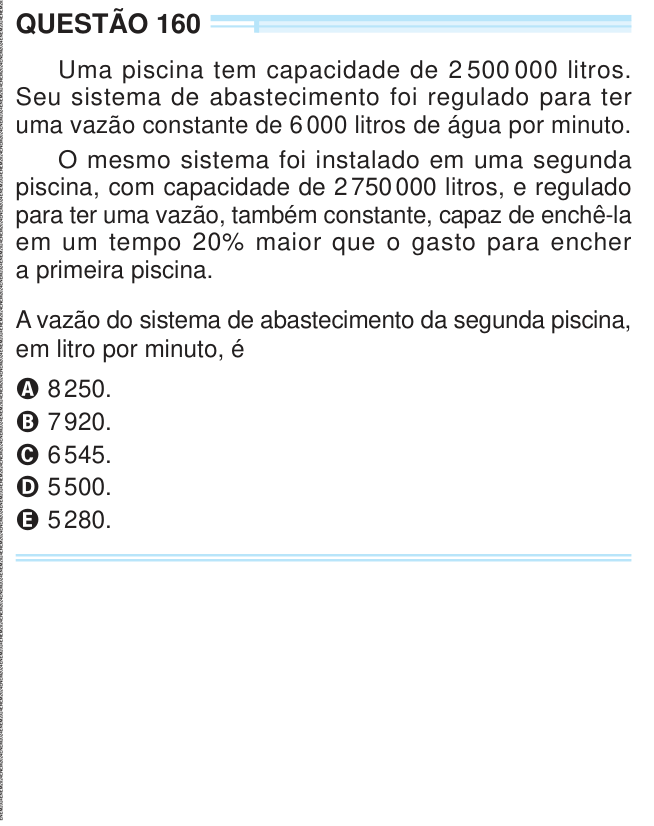 QUESTÃO 160
Uma piscina tem capacidade de 2 500 000 litros.
Seu sistema de abastecimento foi regulado para ter
uma vazão constante de 6 000 litros de água por minuto.
O mesmo sistema foi instalado em uma segunda
piscina, com capacidade de 2 750 000 litros, e regulado
para ter uma vazão, também constante, capaz de enchê-la
em um tempo 20% maior que o gasto para encher
a primeira piscina.
A vazão do sistema de abastecimento da segunda piscina,
em litro por minuto, é
A 8 250.
B 7 920.
C 6 545.
D 5 500.
E 5 280.